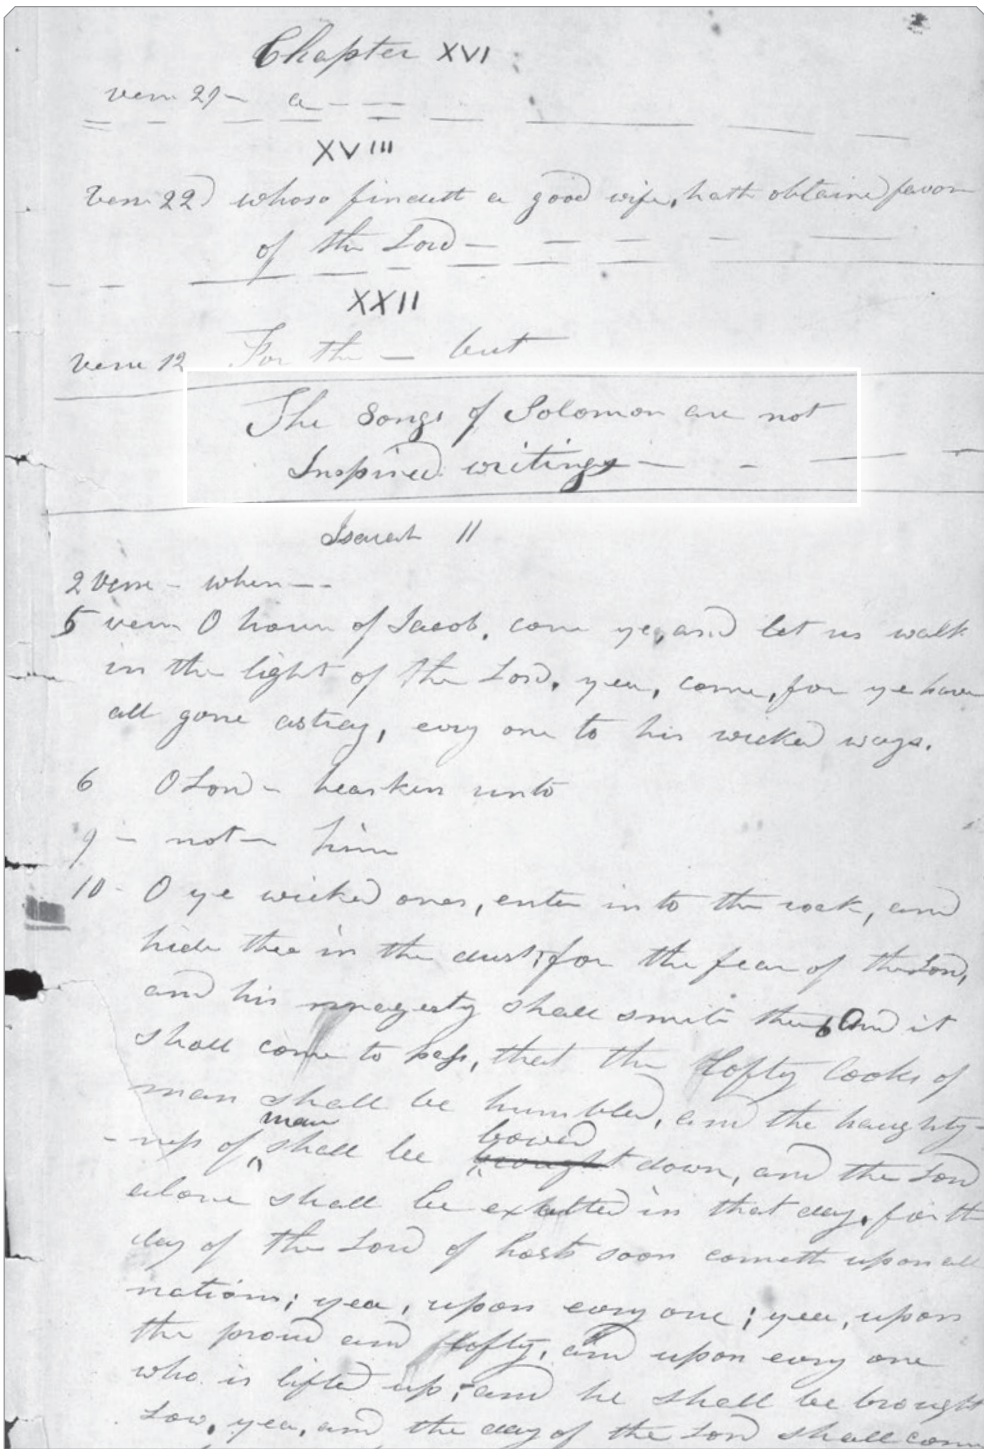 Chapter XVI
verse 29 - a - - -
XVIII
verse 22) whoso findeth a good wife, hath obtained favor
of the Lord -
XXII
verse 12 For the - but
The Songs of Solomon are not
Inspired writings -
Isaiah II
2 verse - when - -
5 verse O house of Jacob, come ye, and let us walk
in the light of the Lord, yea, come, for ye have
all gone astray, evry one to his wicked ways.
6 O Lord - hearken unto
9 - not - him
10 - O ye wicked ones, enter into the rock, and
hide thee in the dust; for the fear of the Lord,
and his magesty shall smite thee, And it
shall come to pass, that the lofty looks of
man shall be humbled, and the haughty-
-ness of man shall be brought bowed down, and the Lord
alone shall be exalted in that day, for the
day of the Lord of hosts soon cometh upon all
nations; yea, upon evry one; yea, upon
the proud and lofty, and upon evry one
who is lifted up; and he shall be brought
Low, yea, and the day of the Lord shall come